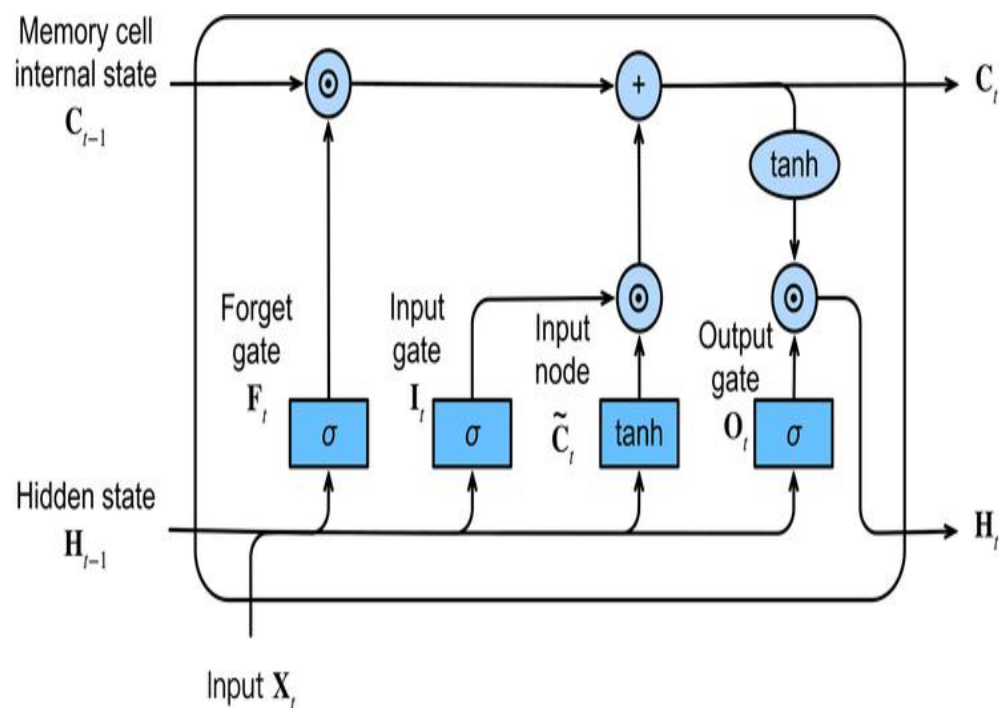 Memory cell
internal state
C_{t-1}
⊙
+
C_t
tanh
Forget
gate
F_t
Input
gate
I_t
Input
node
C̃_t
⊙
Output
gate
O_t
⊙
σ
σ
tanh
σ
Hidden state
H_{t-1}
H_t
Input X_t